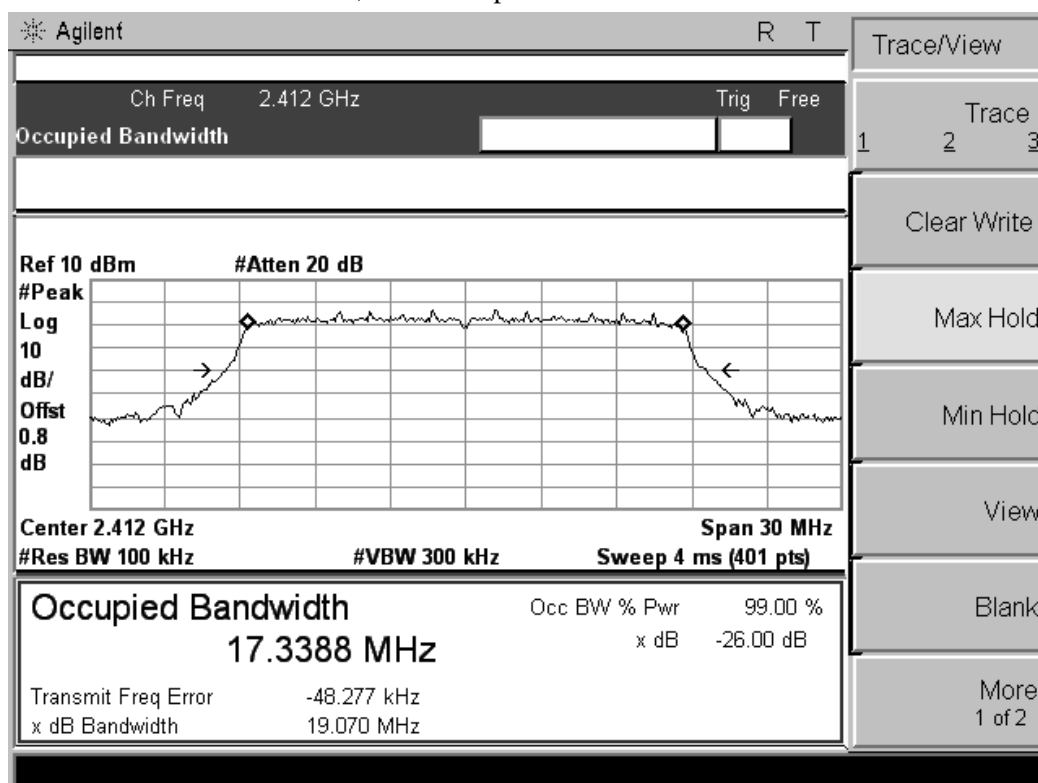 Agilent R T
Trace/View
Ch Freq 2.412 GHz Trig Free
Occupied Bandwidth
Trace
1 2 3
Clear Write
Max Hold
Min Hold
View
Blank
More
1 of 2
Ref 10 dBm #Atten 20 dB
#Peak
Log
10
dB/
Offst
0.8
dB
Center 2.412 GHz Span 30 MHz
#Res BW 100 kHz #VBW 300 kHz Sweep 4 ms (401 pts)
Occupied Bandwidth Occ BW % Pwr 99.00 %
17.3388 MHz x dB -26.00 dB
Transmit Freq Error -48.277 kHz
x dB Bandwidth 19.070 MHz